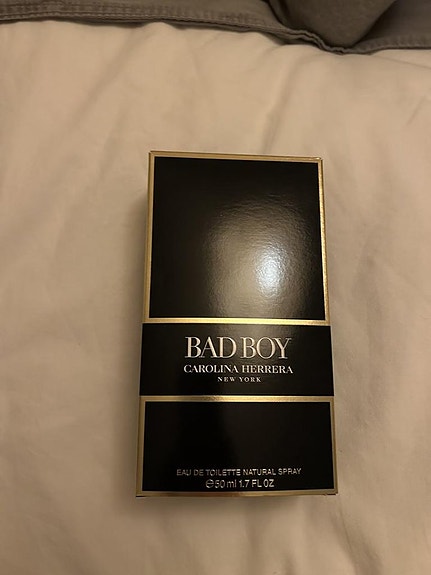 BAD BOY
CAROLINA HERRERA
NEW YORK
EAU DE TOILETTE NATURAL SPRAY
℮50 ml 1.7 FL OZ